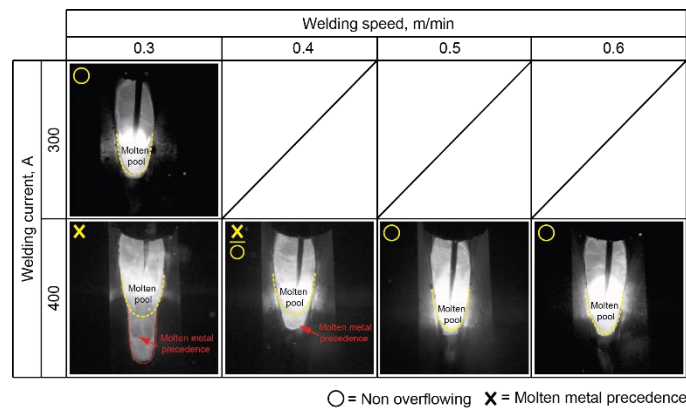 Welding speed, m/min
0.3
0.4
0.5
0.6
Welding current, A
300
Molten
pool
400
X
Molten
pool
Molten metal
precedence
X
Molten
pool
Molten metal
precedence
Molten
pool
Molten
pool
O = Non overflowing X = Molten metal precedence